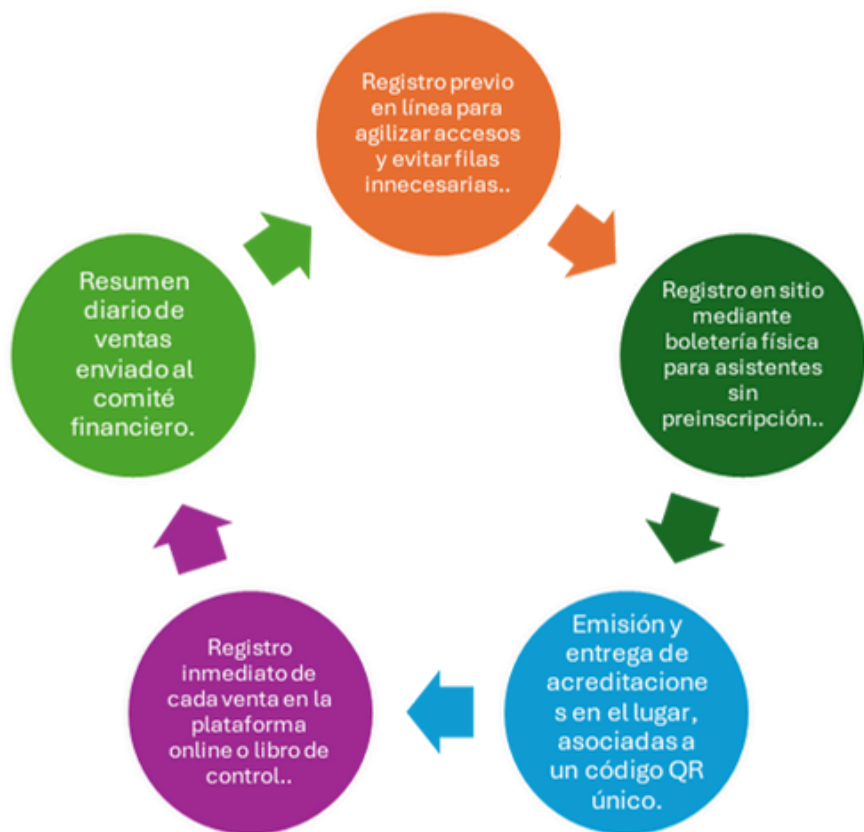 Registro previo
en línea para
agilizar accesos
y evitar filas
innecesarias..
Registro en sitio
mediante
boletería física
para asistentes
sin
preinscripción..
Emisión y
entrega de
acreditacione
s en el lugar,
asociadas a
un código QR
único.
Registro
inmediato de
cada venta en la
plataforma
online o libro de
control..
Resumen
diario de
ventas
enviado al
comité
financiero.